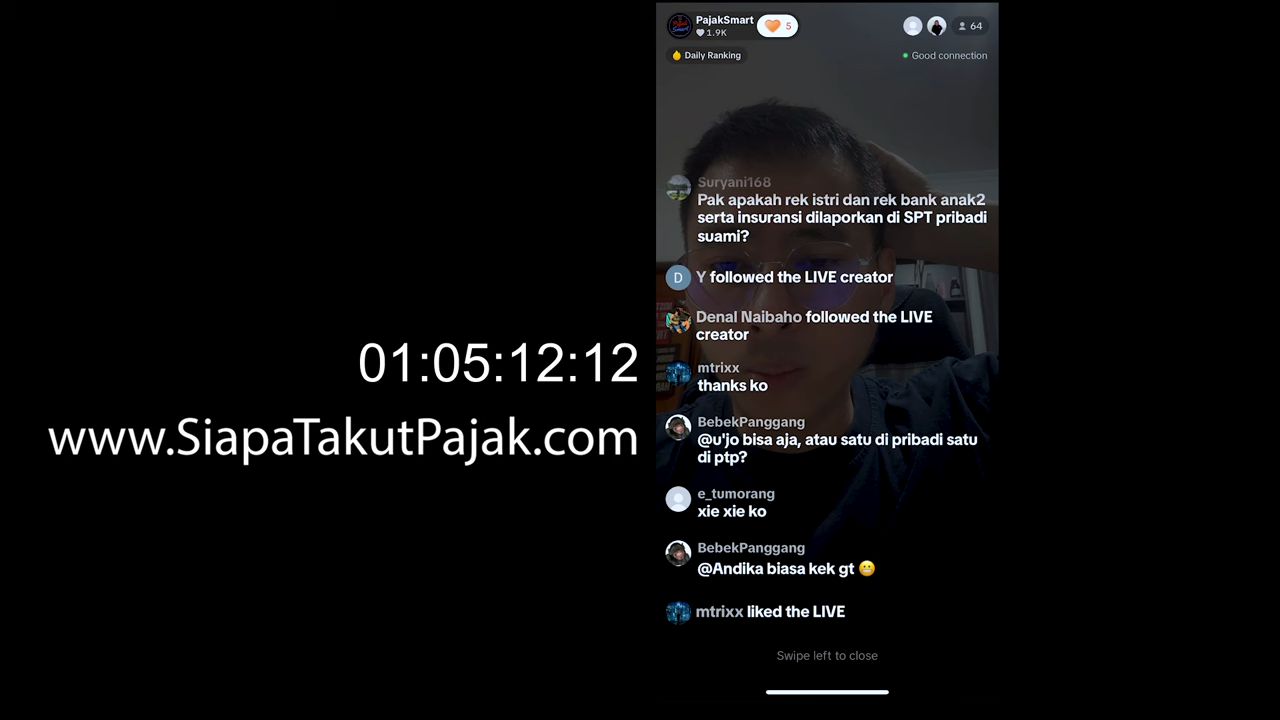 01:05:12:12
www.SiapaTakutPajak.com
PajakSmart
1.9K
5
64
Daily Ranking
Good connection
Suryani168
Pak apakah rek istri dan rek bank anak2
serta insuransi dilaporkan di SPT pribadi
suami?
D
Y followed the LIVE creator
Denal Naibaho followed the LIVE
creator
mtrixx
thanks ko
BebekPanggang
@u'jo bisa aja, atau satu di pribadi satu
di ptp?
e_tumorang
xie xie ko
BebekPanggang
@Andika biasa kek gt 😬
mtrixx liked the LIVE
Swipe left to close